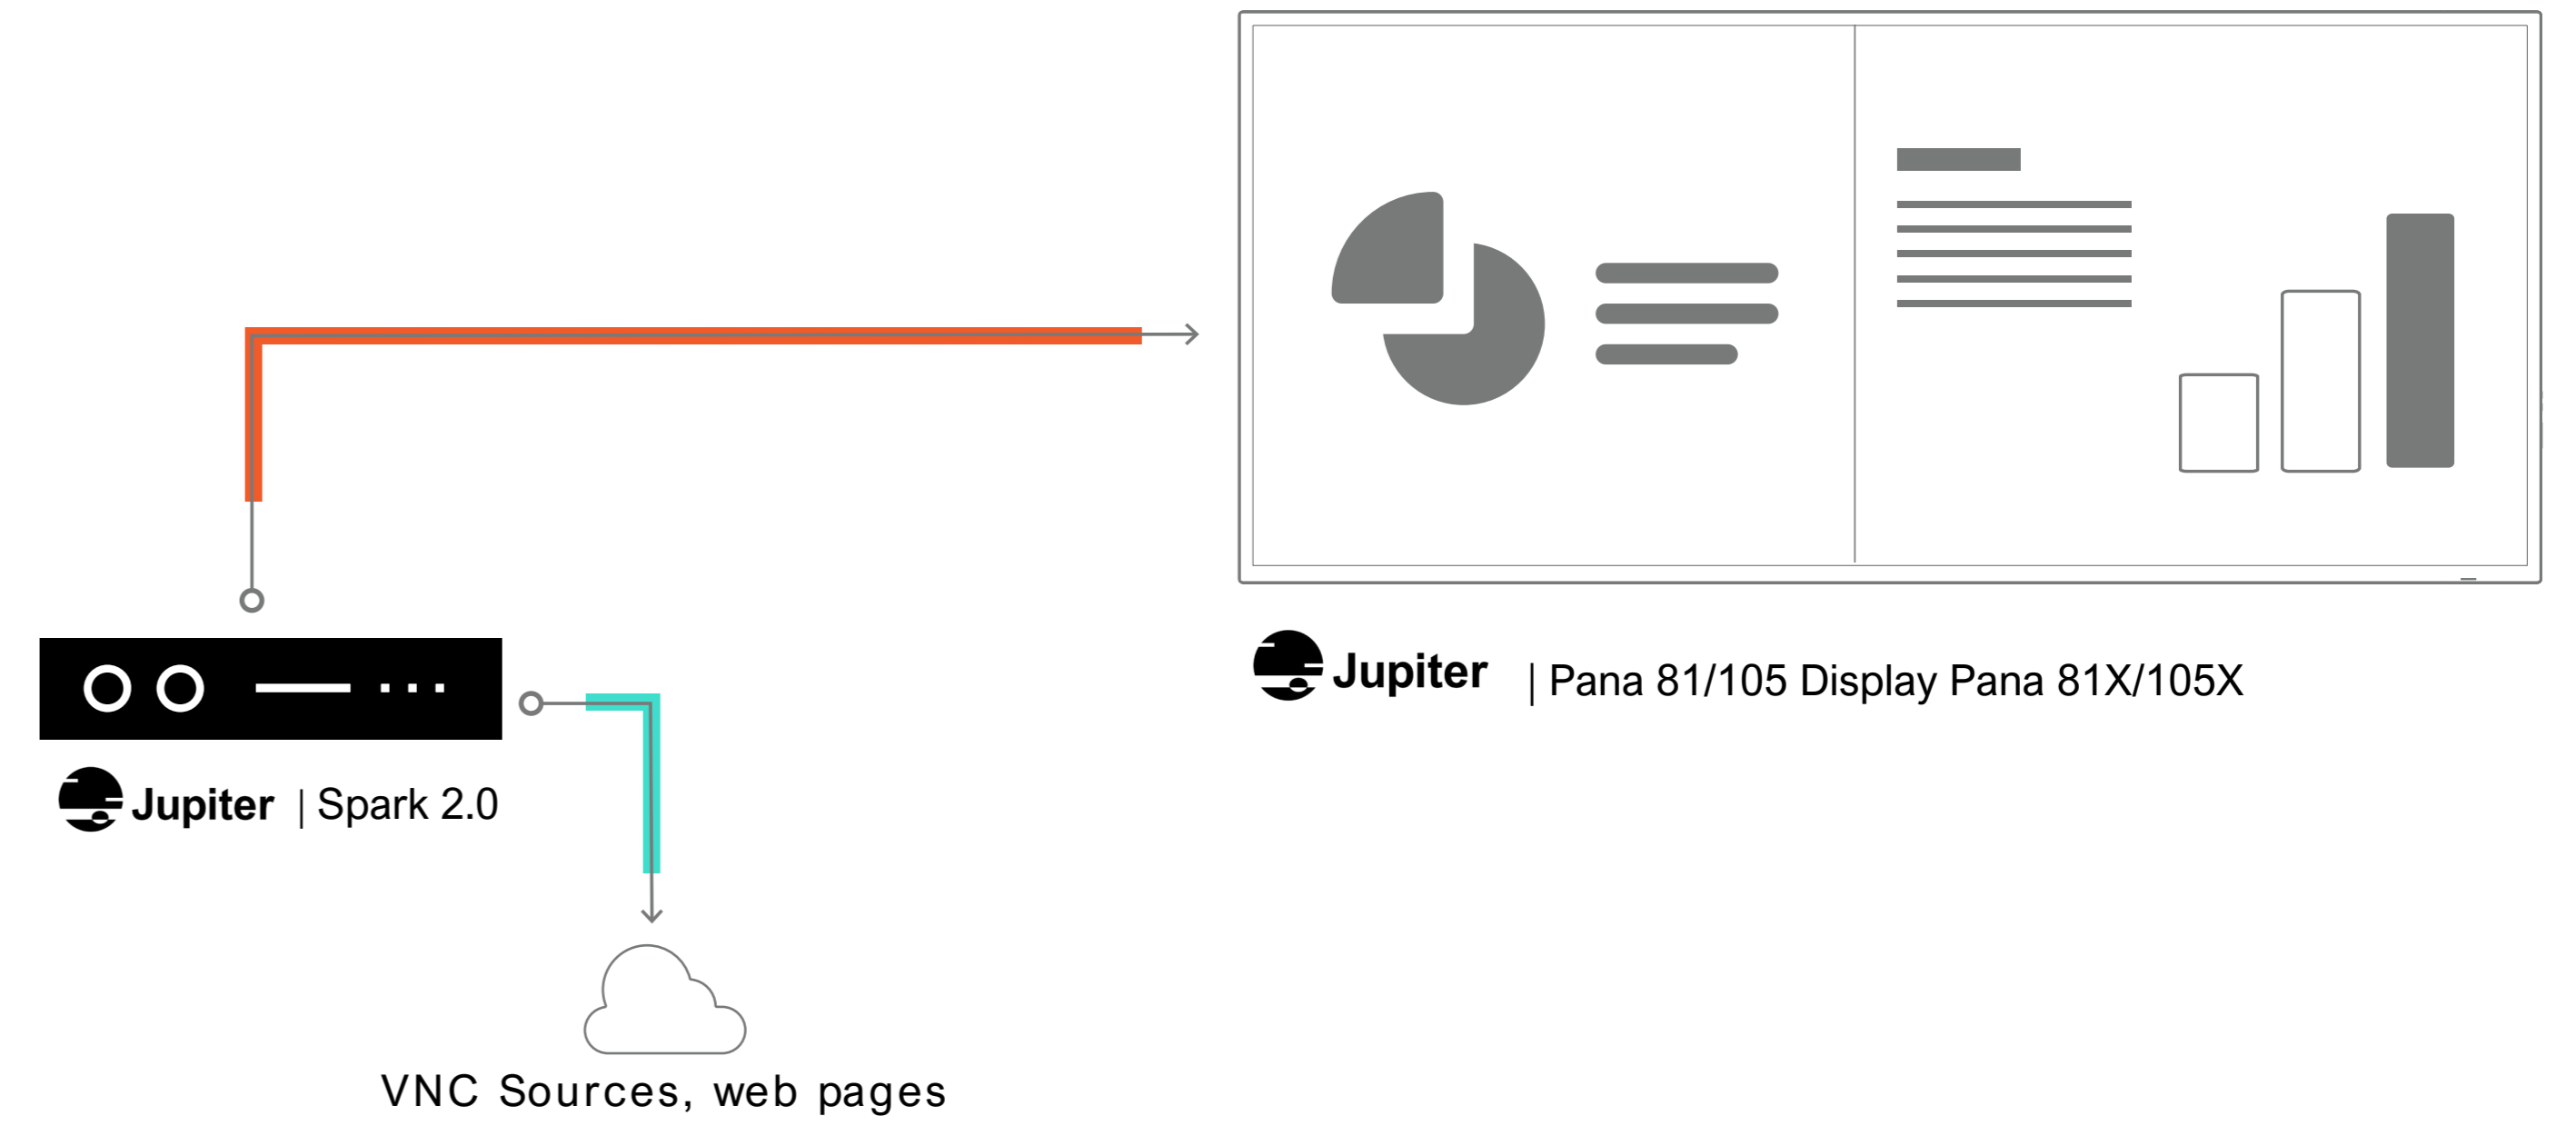 Jupiter | Pana 81/105 Display Pana 81X/105X
Jupiter | Spark 2.0
VNC Sources, web pages